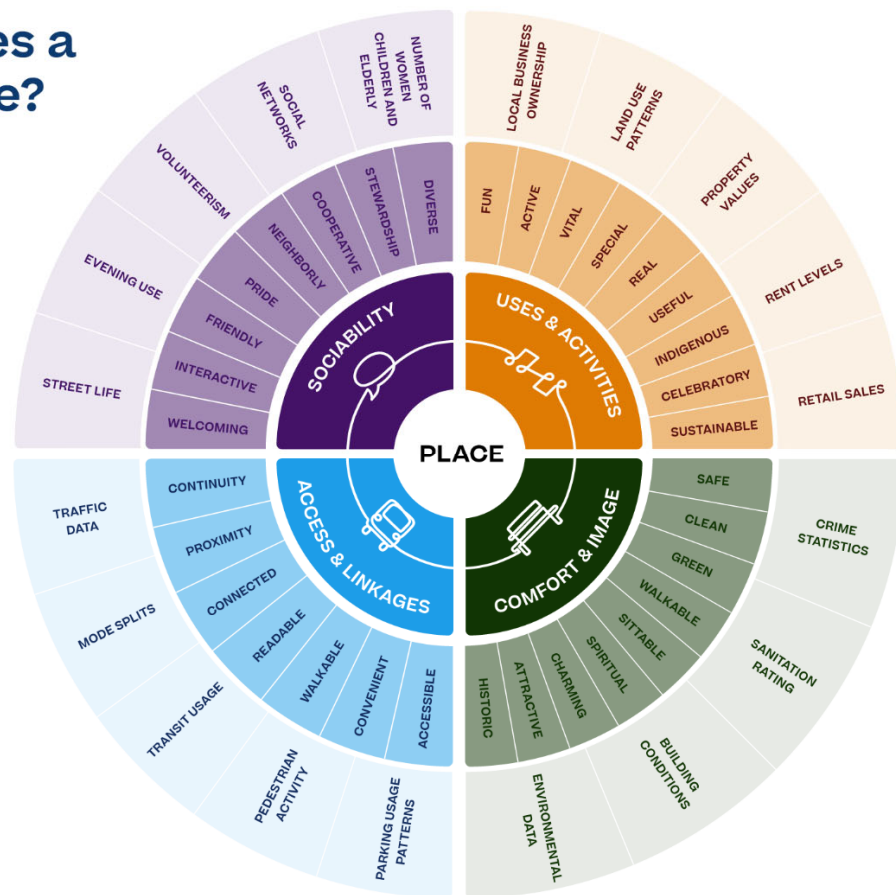 es a
e?
PLACE
SOCIABILITY
USES & ACTIVITIES
COMFORT & IMAGE
ACCESS & LINKAGES
DIVERSE
STEWARDSHIP
COOPERATIVE
NEIGHBORLY
PRIDE
FRIENDLY
INTERACTIVE
WELCOMING
NUMBER OF
WOMEN
CHILDREN AND
ELDERLY
SOCIAL
NETWORKS
VOLUNTEERISM
EVENING USE
STREET LIFE
FUN
ACTIVE
VITAL
SPECIAL
REAL
USEFUL
INDIGENOUS
CELEBRATORY
SUSTAINABLE
LOCAL BUSINESS
OWNERSHIP
LAND USE
PATTERNS
PROPERTY
VALUES
RENT LEVELS
RETAIL SALES
SAFE
CLEAN
GREEN
WALKABLE
SITTABLE
SPIRITUAL
CHARMING
ATTRACTIVE
HISTORIC
CRIME
STATISTICS
SANITATION
RATING
BUILDING
CONDITIONS
ENVIRONMENTAL
DATA
CONTINUITY
PROXIMITY
CONNECTED
READABLE
WALKABLE
CONVENIENT
ACCESSIBLE
TRAFFIC
DATA
MODE SPLITS
TRANSIT USAGE
PEDESTRIAN
ACTIVITY
PARKING USAGE
PATTERNS